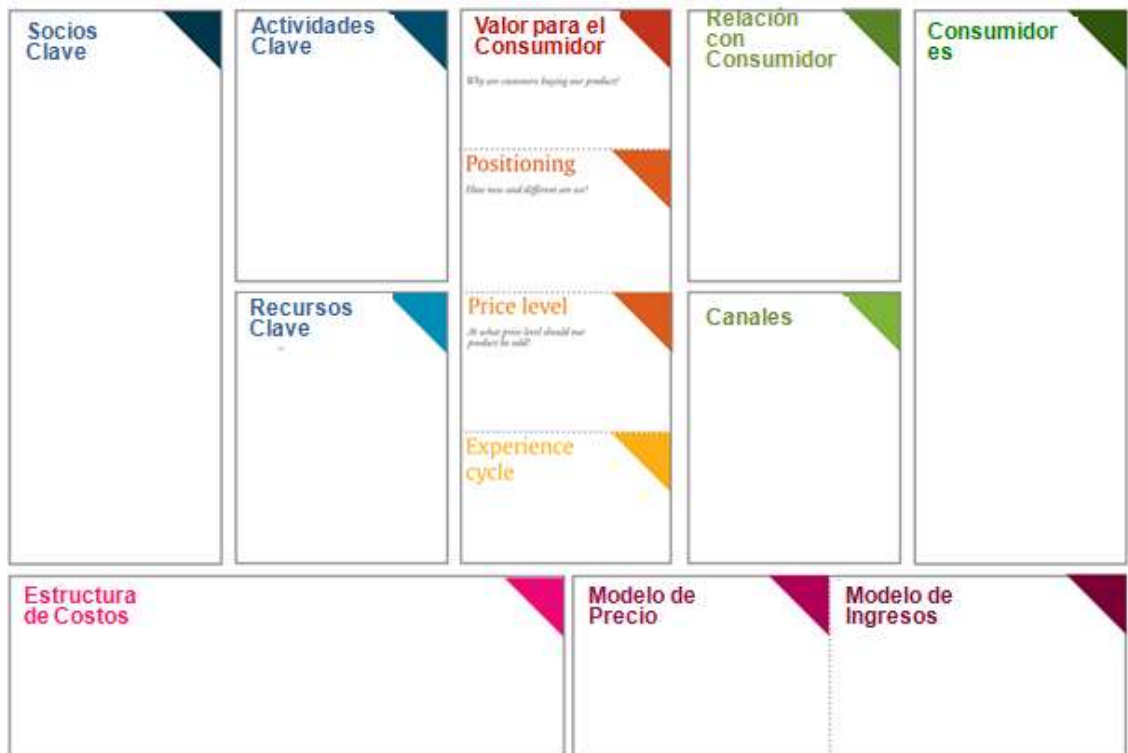 Socios
Clave
Actividades
Clave
Valor para el
Consumidor
Why are customers buying our product?
Positioning
How new and different are we?
Price level
At what price level should our
product be sold?
Experience
cycle
Relación
con
Consumidor
Consumidor
es
Recursos
Clave
Canales
Estructura
de Costos
Modelo de
Precio
Modelo de
Ingresos